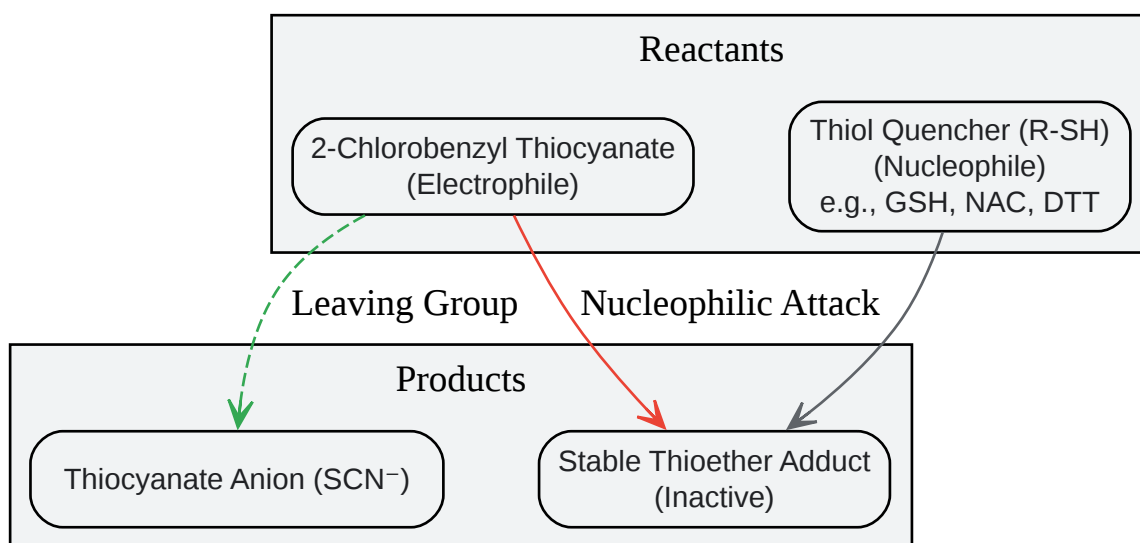 Reactants
2-Chlorobenzyl Thiocyanate
(Electrophile)
Thiol Quencher (R-SH)
(Nucleophile)
e.g., GSH, NAC, DTT
Leaving Group
Nucleophilic Attack
Products
Thiocyanate Anion (SCN⁻)
Stable Thioether Adduct
(Inactive)